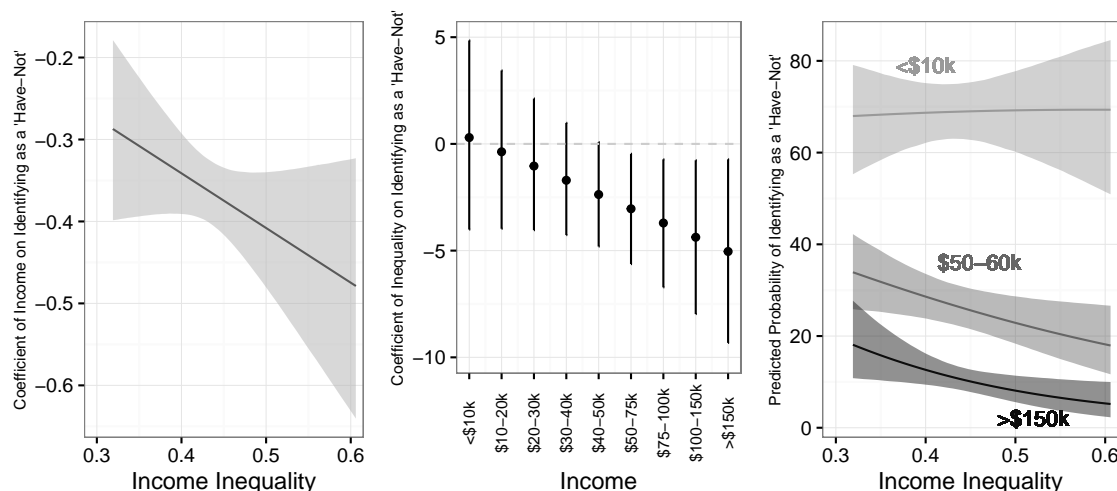 Coefficient of Income on Identifying as a 'Have−Not'
−0.2
−0.3
−0.4
−0.5
−0.6
0.3
0.4
0.5
0.6
Income Inequality
Coefficient of Inequality on Identifying as a 'Have−Not'
5
0
−5
−10
<$10k
$10−20k
$20−30k
$30−40k
$40−50k
$50−75k
$75−100k
$100−150k
>$150k
Income
Predicted Probability of Identifying as a 'Have−Not'
80
60
40
20
0
<$10k
$50−60k
>$150k
0.3
0.4
0.5
0.6
Income Inequality